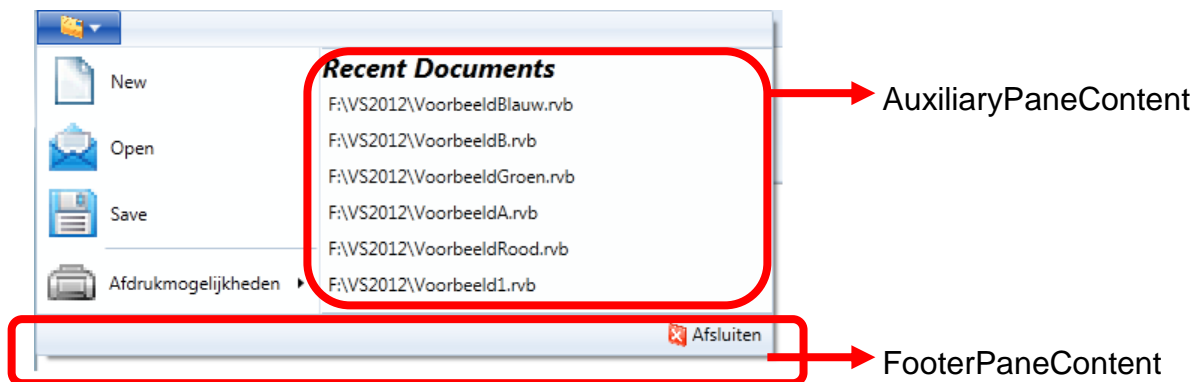 New
Open
Save
Afdrukmogelijkheden
Recent Documents
F:\VS2012\VoorbeeldBlauw.rvb
F:\VS2012\VoorbeeldB.rvb
F:\VS2012\VoorbeeldGroen.rvb
F:\VS2012\VoorbeeldA.rvb
F:\VS2012\VoorbeeldRood.rvb
F:\VS2012\Voorbeeld1.rvb
Afsluiten
AuxiliaryPaneContent
FooterPaneContent